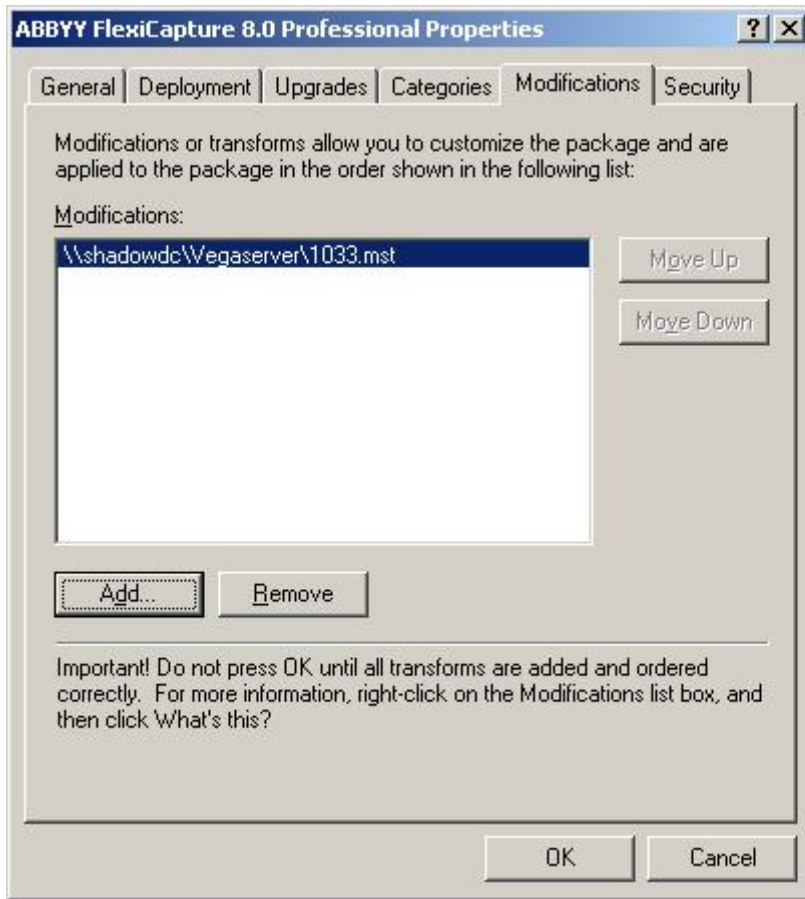 ABBYY FlexiCapture 8.0 Professional Properties
General Deployment Upgrades Categories Modifications Security
Modifications or transforms allow you to customize the package and are
applied to the package in the order shown in the following list:
Modifications:
\\shadowdc\Vegaserver\1033.mst
Move Up
Move Down
Add... Remove
Important! Do not press OK until all transforms are added and ordered
correctly. For more information, right-click on the Modifications list box, and
then click What's this?
OK Cancel